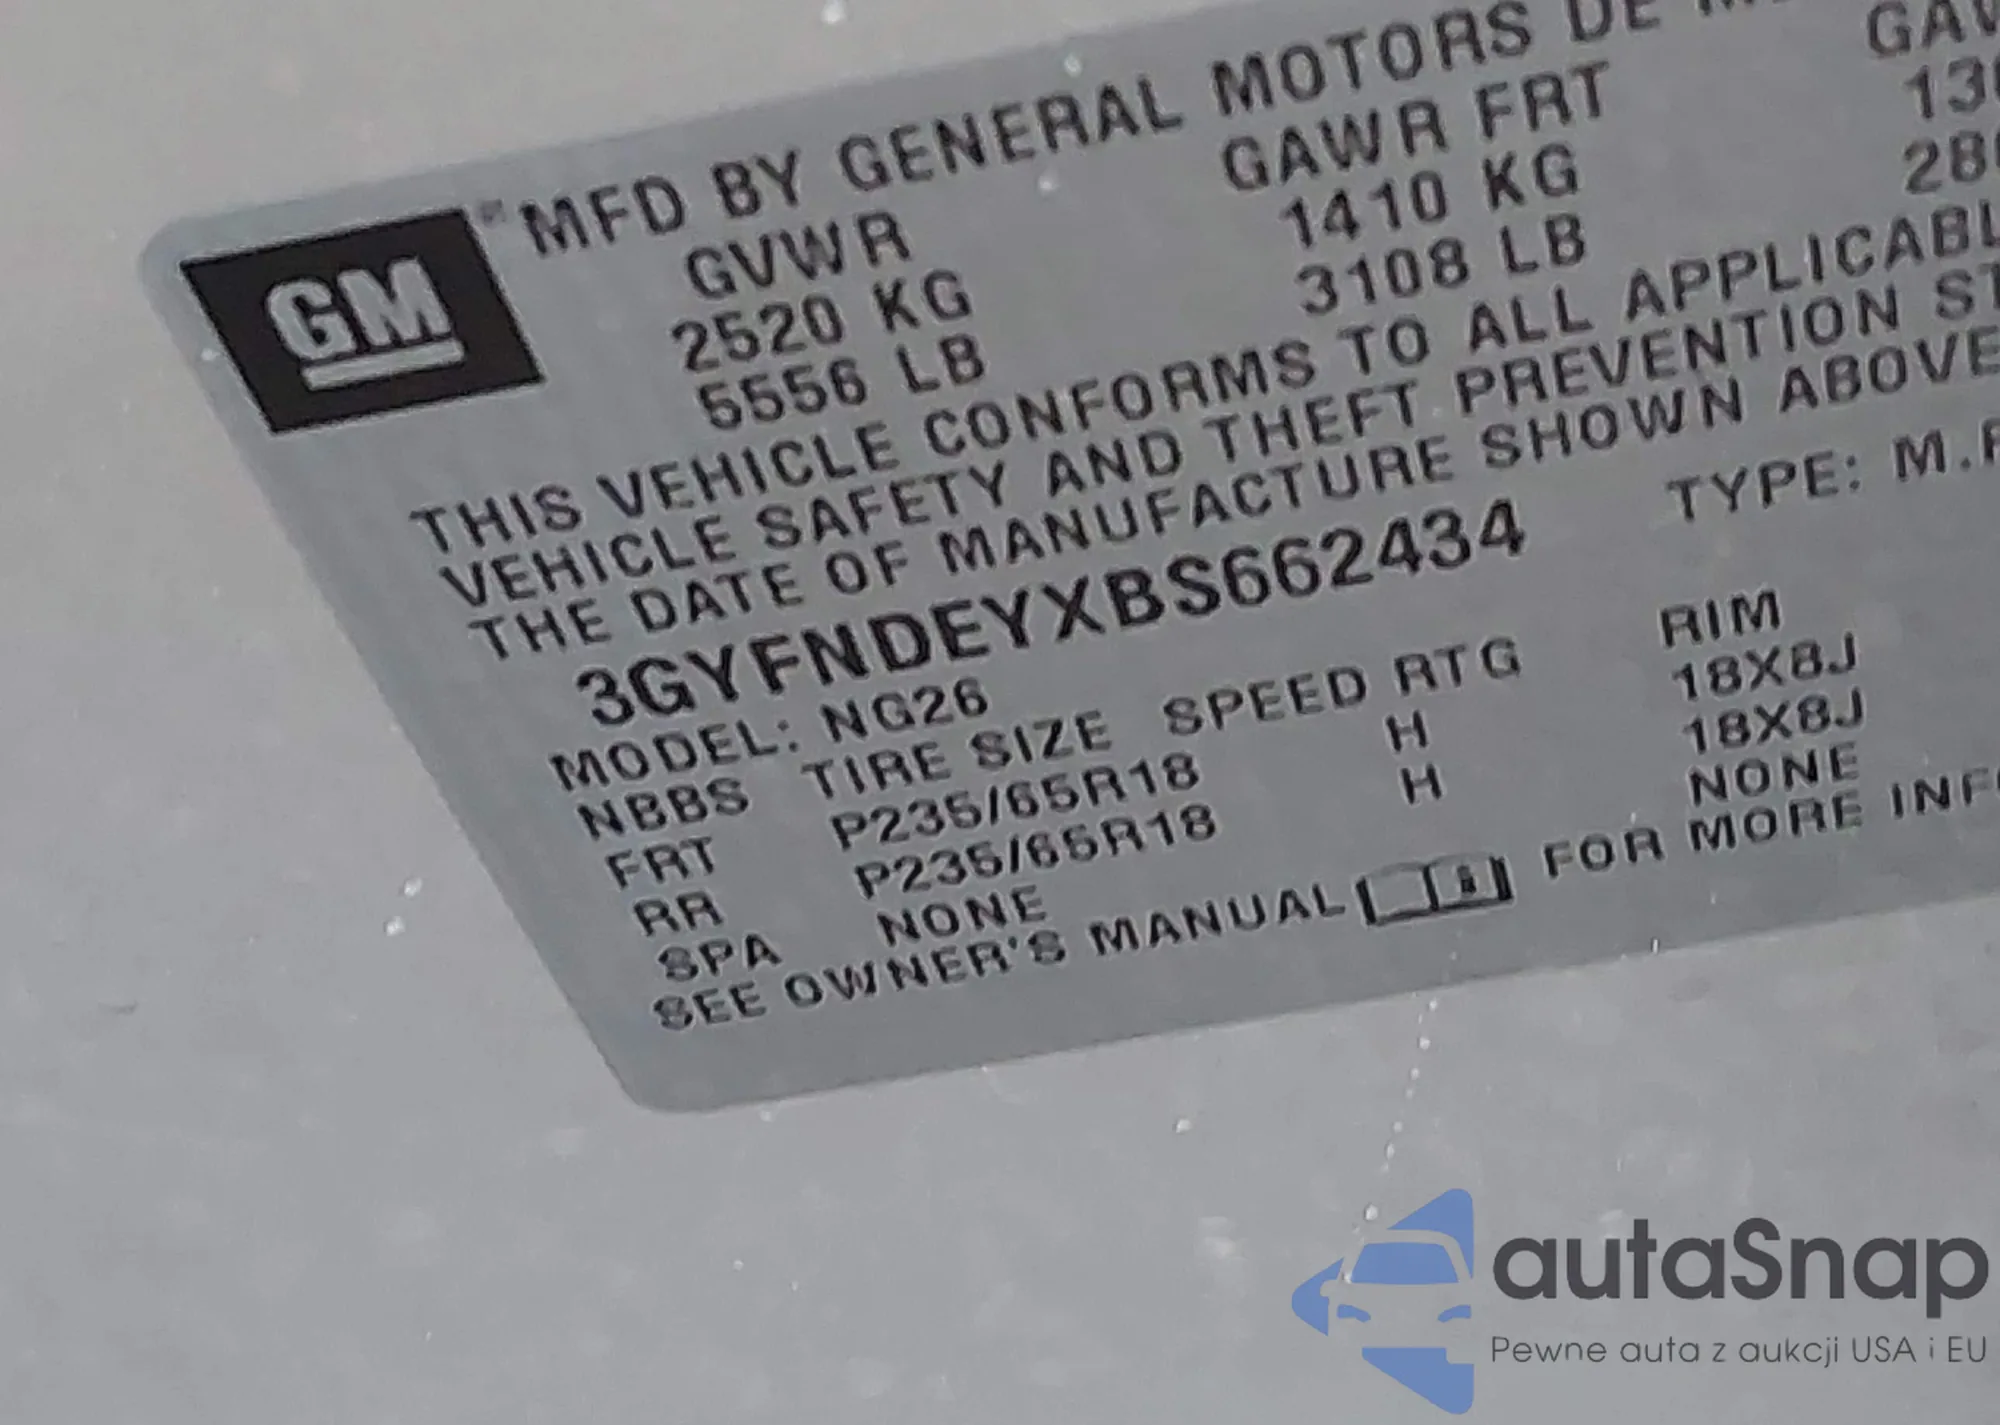 GM
MFD BY GENERAL MOTORS DE
GVWR GAWR FRT
2520 KG 1410 KG
5556 LB 3108 LB
THIS VEHICLE CONFORMS TO ALL
VEHICLE SAFETY AND THEFT PREVENTION
THE DATE OF MANUFACTURE SHOWN ABOVE
3GYFNDEYXBS662434 TYPE:
MODEL: NG26
NBBS TIRE SIZE SPEED RTG RIM
FRT P235/65R18 H 18X8J
RR P235/65R18 H 18X8J
SPA NONE NONE
SEE OWNER'S MANUAL FOR MORE
autaSnap
Pewne auta z aukcji USA i EU